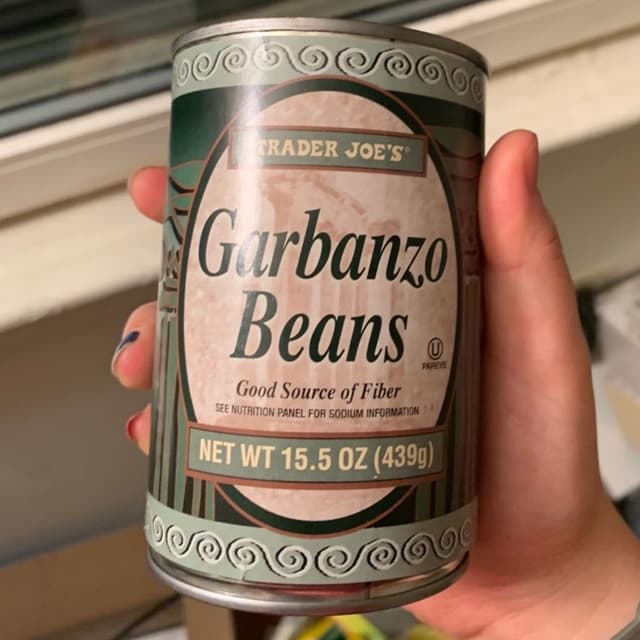 TRADER JOE'S
Garbanzo
Beans
U
PAREVE
Good Source of Fiber
SEE NUTRITION PANEL FOR SODIUM INFORMATION
NET WT 15.5 OZ (439g)